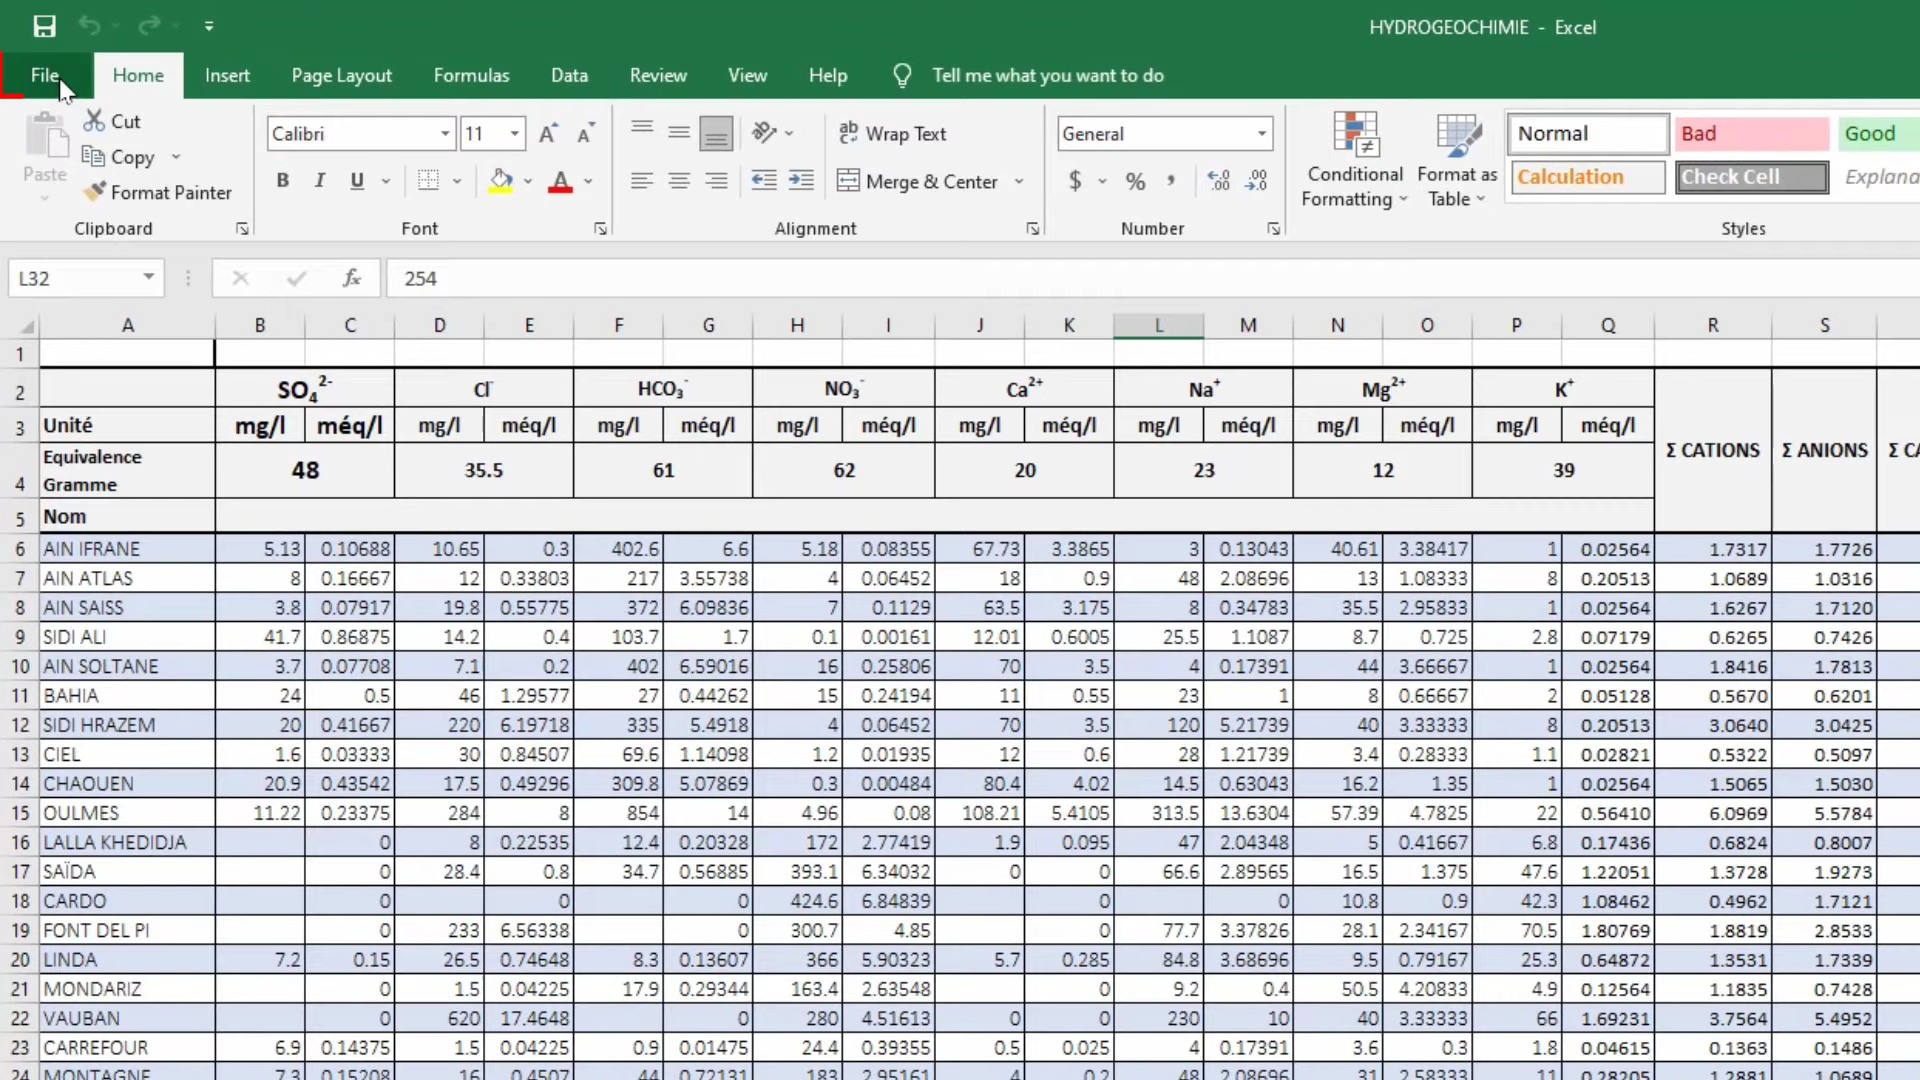 HYDROGEOCHIMIE - Excel
File Home Insert Page Layout Formulas Data Review View Help Tell me what you want to do
Paste Cut Copy Format Painter Clipboard
Calibri 11 B I U A Font
Wrap Text Merge & Center Alignment
General $ % , Number
Conditional Formatting Format as Table
Normal Bad Good
Calculation Check Cell Explana
Styles
L32 fx 254
A B C D E F G H I J K L M N O P Q R S
1
2 SO₄²⁻ Cl⁻ HCO₃⁻ NO₃⁻ Ca²⁺ Na⁺ Mg²⁺ K⁺
3 Unité mg/l méq/l mg/l méq/l mg/l méq/l mg/l méq/l mg/l méq/l mg/l méq/l mg/l méq/l mg/l méq/l Σ CATIONS Σ ANIONS Σ CA
4 Equivalence Gramme 48 35.5 61 62 20 23 12 39
5 Nom
6 AIN IFRANE 5.13 0.10688 10.65 0.3 402.6 6.6 5.18 0.08355 67.73 3.3865 3 0.13043 40.61 3.38417 1 0.02564 1.7317 1.7726
7 AIN ATLAS 8 0.16667 12 0.33803 217 3.55738 4 0.06452 18 0.9 48 2.08696 13 1.08333 8 0.20513 1.0689 1.0316
8 AIN SAISS 3.8 0.07917 19.8 0.55775 372 6.09836 7 0.1129 63.5 3.175 8 0.34783 35.5 2.95833 1 0.02564 1.6267 1.7120
9 SIDI ALI 41.7 0.86875 14.2 0.4 103.7 1.7 0.1 0.00161 12.01 0.6005 25.5 1.1087 8.7 0.725 2.8 0.07179 0.6265 0.7426
10 AIN SOLTANE 3.7 0.07708 7.1 0.2 402 6.59016 16 0.25806 70 3.5 4 0.17391 44 3.66667 1 0.02564 1.8416 1.7813
11 BAHIA 24 0.5 46 1.29577 27 0.44262 15 0.24194 11 0.55 23 1 8 0.66667 2 0.05128 0.5670 0.6201
12 SIDI HRAZEM 20 0.41667 220 6.19718 335 5.4918 4 0.06452 70 3.5 120 5.21739 40 3.33333 8 0.20513 3.0640 3.0425
13 CIEL 1.6 0.03333 30 0.84507 69.6 1.14098 1.2 0.01935 12 0.6 28 1.21739 3.4 0.28333 1.1 0.02821 0.5322 0.5097
14 CHAOUEN 20.9 0.43542 17.5 0.49296 309.8 5.07869 0.3 0.00484 80.4 4.02 14.5 0.63043 16.2 1.35 1 0.02564 1.5065 1.5030
15 OULMES 11.22 0.23375 284 8 854 14 4.96 0.08 108.21 5.4105 313.5 13.6304 57.39 4.7825 22 0.56410 6.0969 5.5784
16 LALLA KHEDIDJA 0 8 0.22535 12.4 0.20328 172 2.77419 1.9 0.095 47 2.04348 5 0.41667 6.8 0.17436 0.6824 0.8007
17 SAÏDA 0 28.4 0.8 34.7 0.56885 393.1 6.34032 0 0 66.6 2.89565 16.5 1.375 47.6 1.22051 1.3728 1.9273
18 CARDO 0 0 0 424.6 6.84839 0 0 10.8 0.9 42.3 1.08462 0.4962 1.7121
19 FONT DEL PI 0 233 6.56338 0 300.7 4.85 0 77.7 3.37826 28.1 2.34167 70.5 1.80769 1.8819 2.8533
20 LINDA 7.2 0.15 26.5 0.74648 8.3 0.13607 366 5.90323 5.7 0.285 84.8 3.68696 9.5 0.79167 25.3 0.64872 1.3531 1.7339
21 MONDARIZ 0 1.5 0.04225 17.9 0.29344 163.4 2.63548 0 9.2 0.4 50.5 4.20833 4.9 0.12564 1.1835 0.7428
22 VAUBAN 0 620 17.4648 0 280 4.51613 0 0 230 10 40 3.33333 66 1.69231 3.7564 5.4952
23 CARREFOUR 6.9 0.14375 1.5 0.04225 0.9 0.01475 24.4 0.39355 0.5 0.025 4 0.17391 3.6 0.3 1.8 0.04615 0.1363 0.1486
24 MONTAGNE 7.3 0.15208 16 0.4507 44 0.72131 183 2.95161 4 0.2 48 2.08696 31 2.58333 11 0.28205 1.2881 1.0689